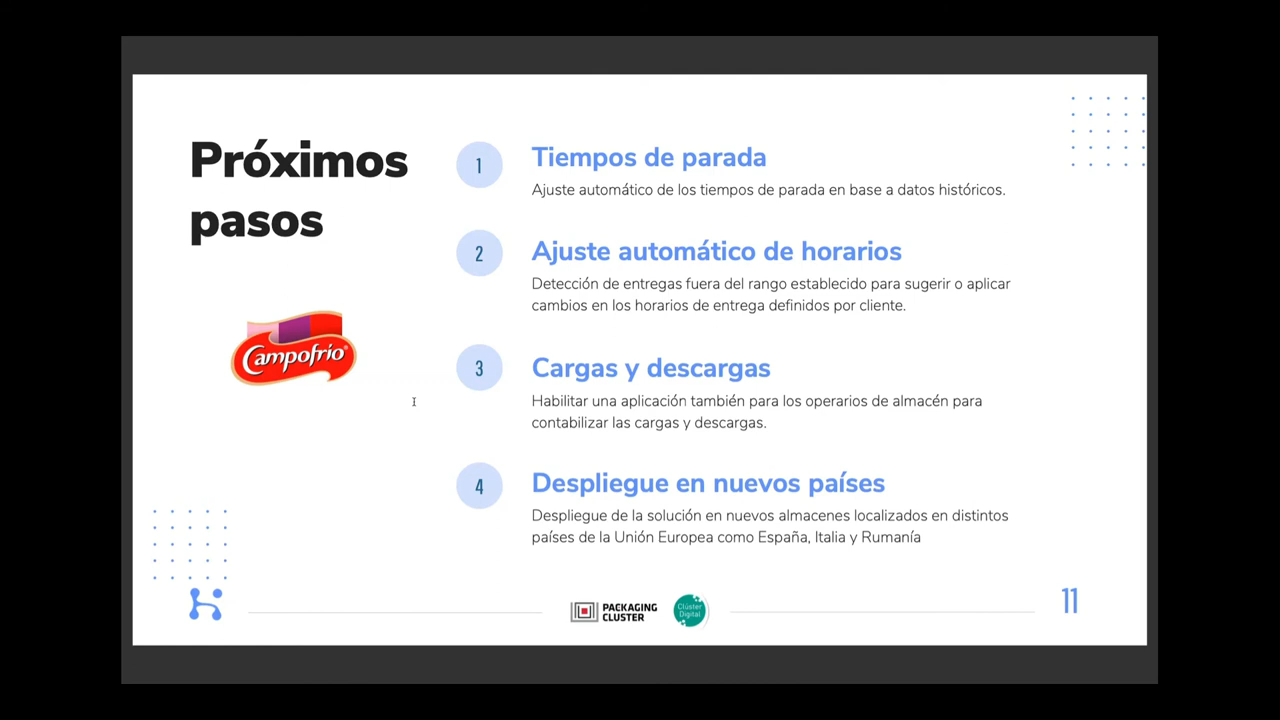 Próximos
pasos
Campofrio
1
Tiempos de parada
Ajuste automático de los tiempos de parada en base a datos históricos.
2
Ajuste automático de horarios
Detección de entregas fuera del rango establecido para sugerir o aplicar
cambios en los horarios de entrega definidos por cliente.
3
Cargas y descargas
Habilitar una aplicación también para los operarios de almacén para
contabilizar las cargas y descargas.
4
Despliegue en nuevos países
Despliegue de la solución en nuevos almacenes localizados en distintos
países de la Unión Europea como España, Italia y Rumanía
PACKAGING
CLUSTER
Clúster
Digital
11